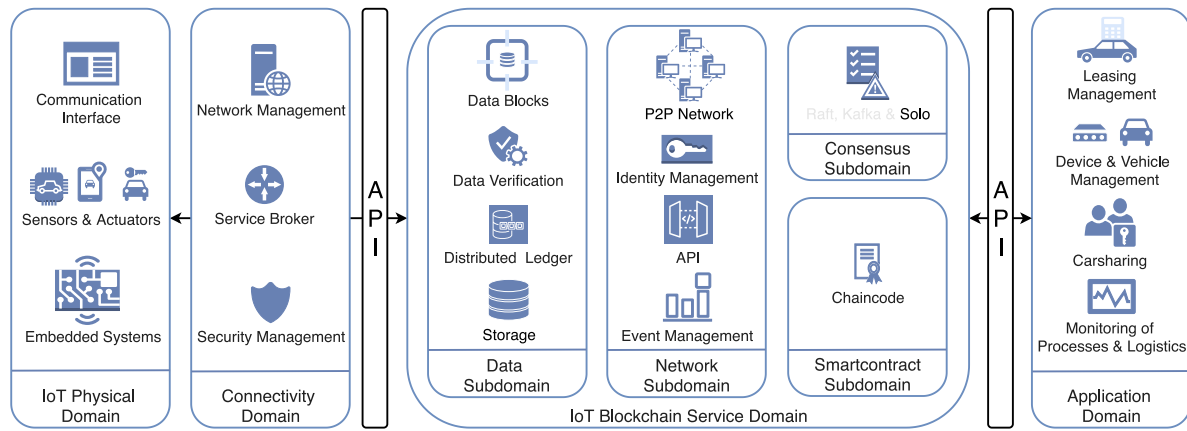 Communication
Interface
Sensors & Actuators
Embedded Systems
IoT Physical
Domain
Network Management
Service Broker
Security Management
Connectivity
Domain
A
P
I
Data Blocks
Data Verification
Distributed Ledger
Storage
Data
Subdomain
P2P Network
Identity Management
API
Event Management
Network
Subdomain
Raft, Kafka & Solo
Consensus
Subdomain
Chaincode
Smartcontract
Subdomain
IoT Blockchain Service Domain
A
P
I
Leasing
Management
Device & Vehicle
Management
Carsharing
Monitoring of
Processes & Logistics
Application
Domain